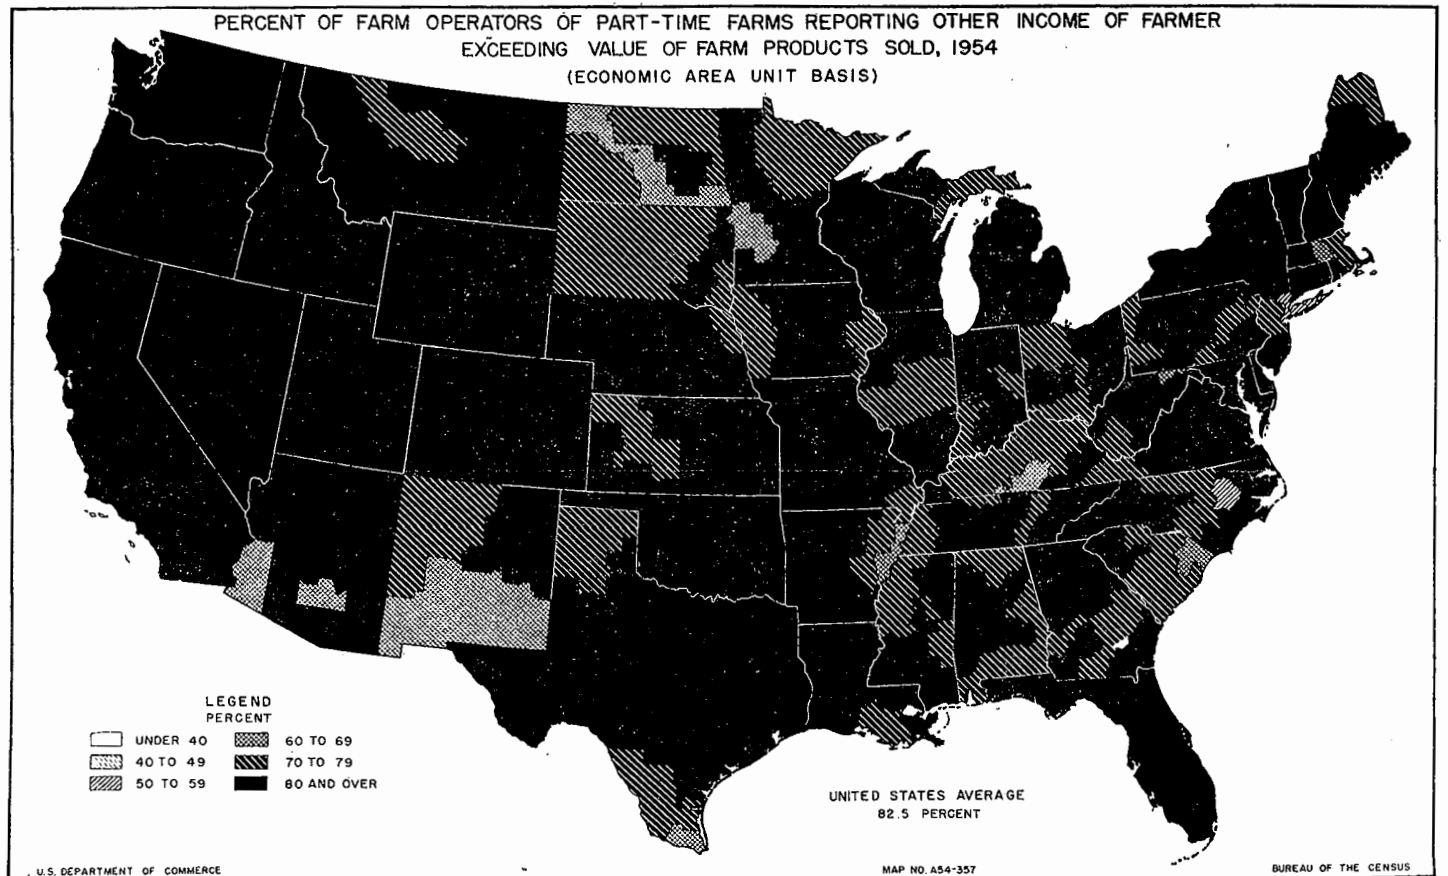 PERCENT OF FARM OPERATORS OF PART-TIME FARMS REPORTING OTHER INCOME OF FARMER
EXCEEDING VALUE OF FARM PRODUCTS SOLD, 1954
(ECONOMIC AREA UNIT BASIS)
LEGEND
PERCENT
UNDER 40
40 TO 49
50 TO 59
60 TO 69
70 TO 79
80 AND OVER
UNITED STATES AVERAGE
82.5 PERCENT
U.S. DEPARTMENT OF COMMERCE
MAP NO. A54-357
BUREAU OF THE CENSUS